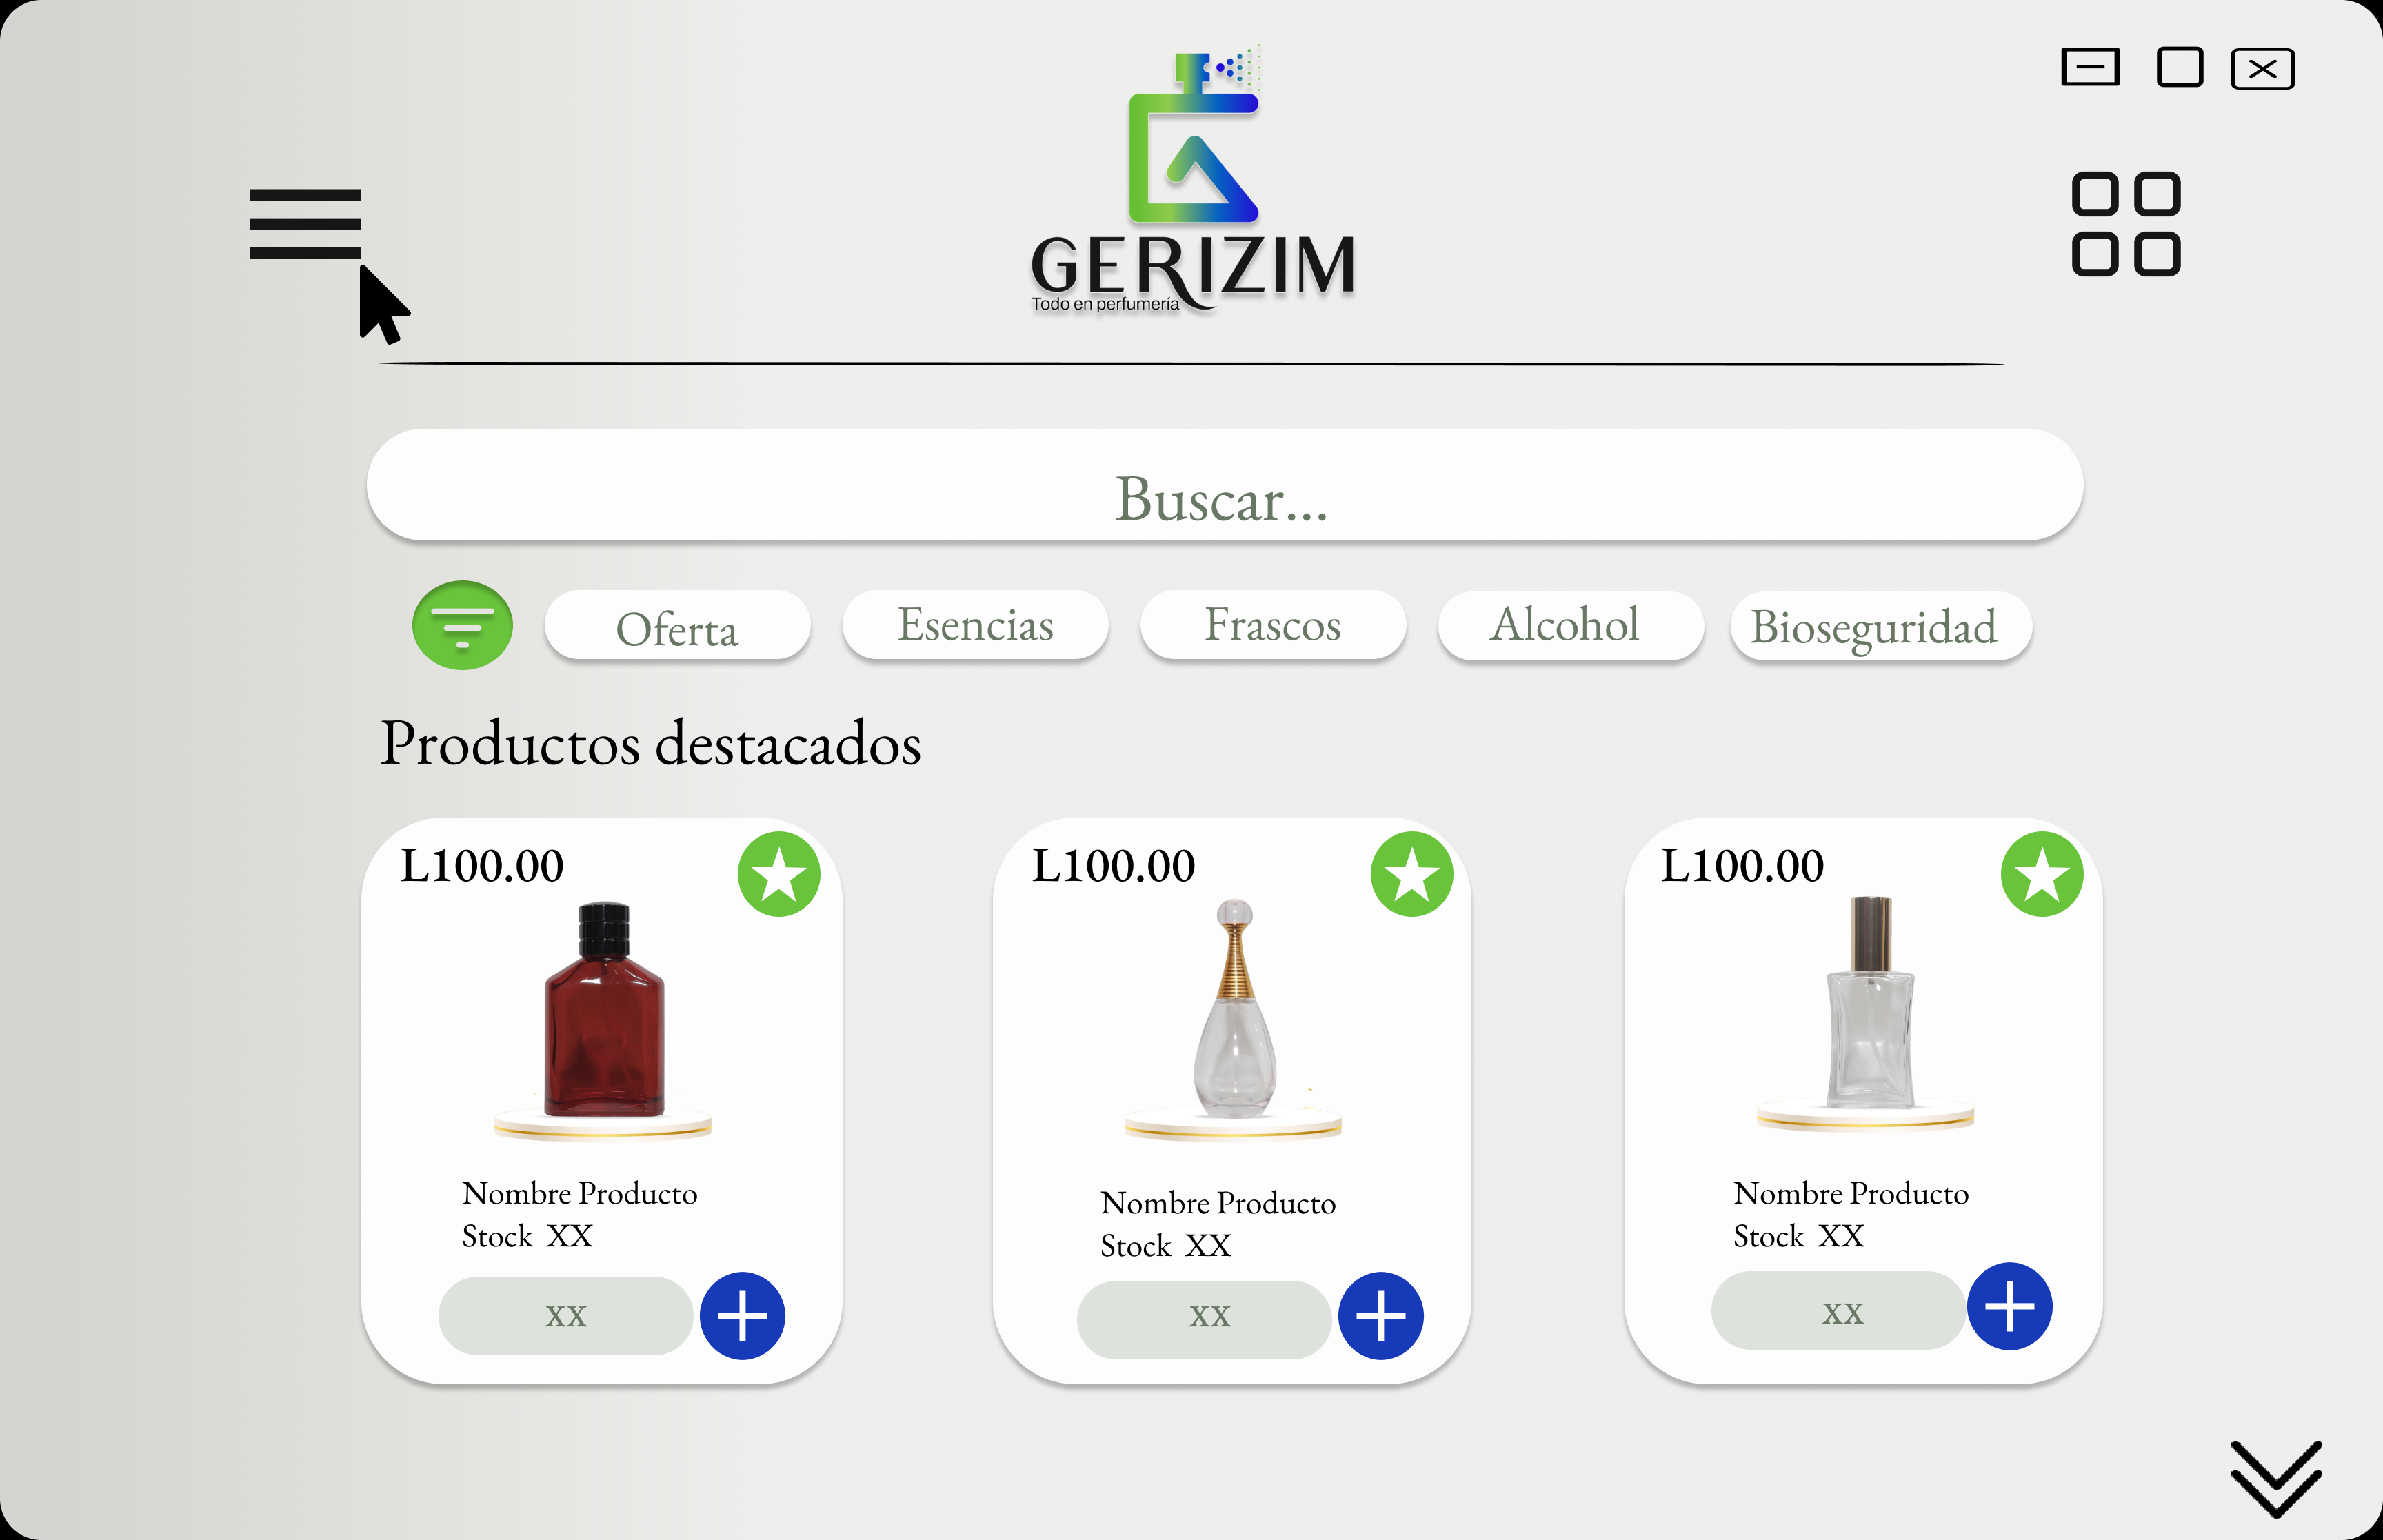 GERIZIM
Todo en perfumería
Buscar...
Oferta
Esencias
Frascos
Alcohol
Bioseguridad
Productos destacados
L100.00
L100.00
L100.00
Nombre Producto
Stock XX
Nombre Producto
Stock XX
Nombre Producto
Stock XX
xx
xx
xx